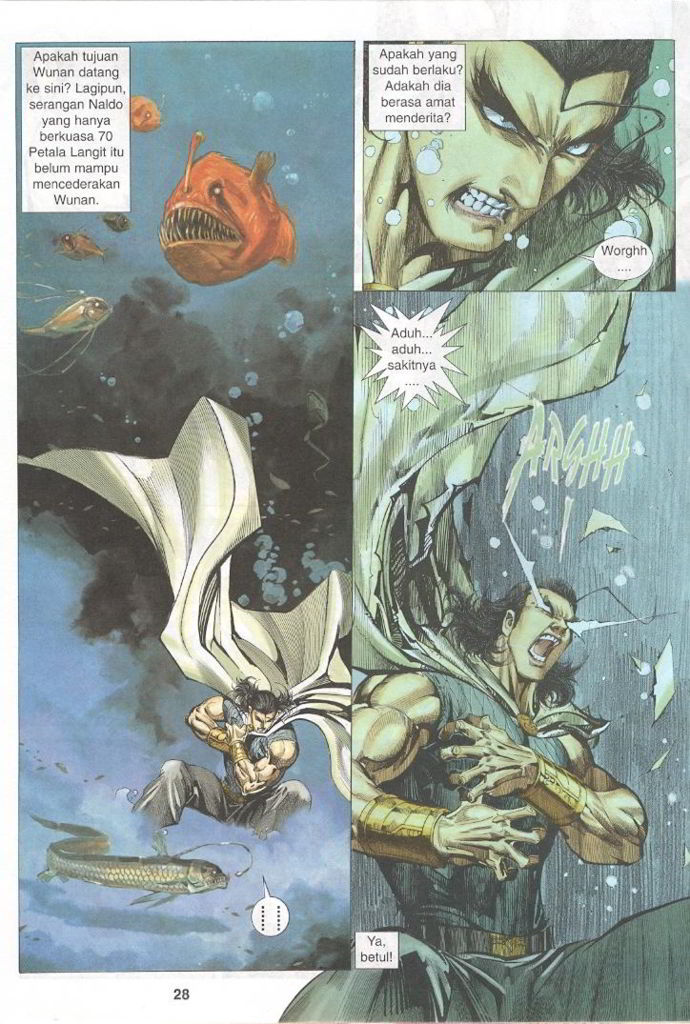 Apakah tujuan
Wunan datang
ke sini? Lagipun,
serangan Naldo
yang hanya
berkuasa 70
Petala Langit itu
belum mampu
mencederakan
Wunan.
Apakah yang
sudah berlaku?
Adakah dia
berasa amat
menderita?
Worghh
....
Aduh...
aduh...
sakitnya
....
ARGHH
!
! !
Ya,
betul!
28